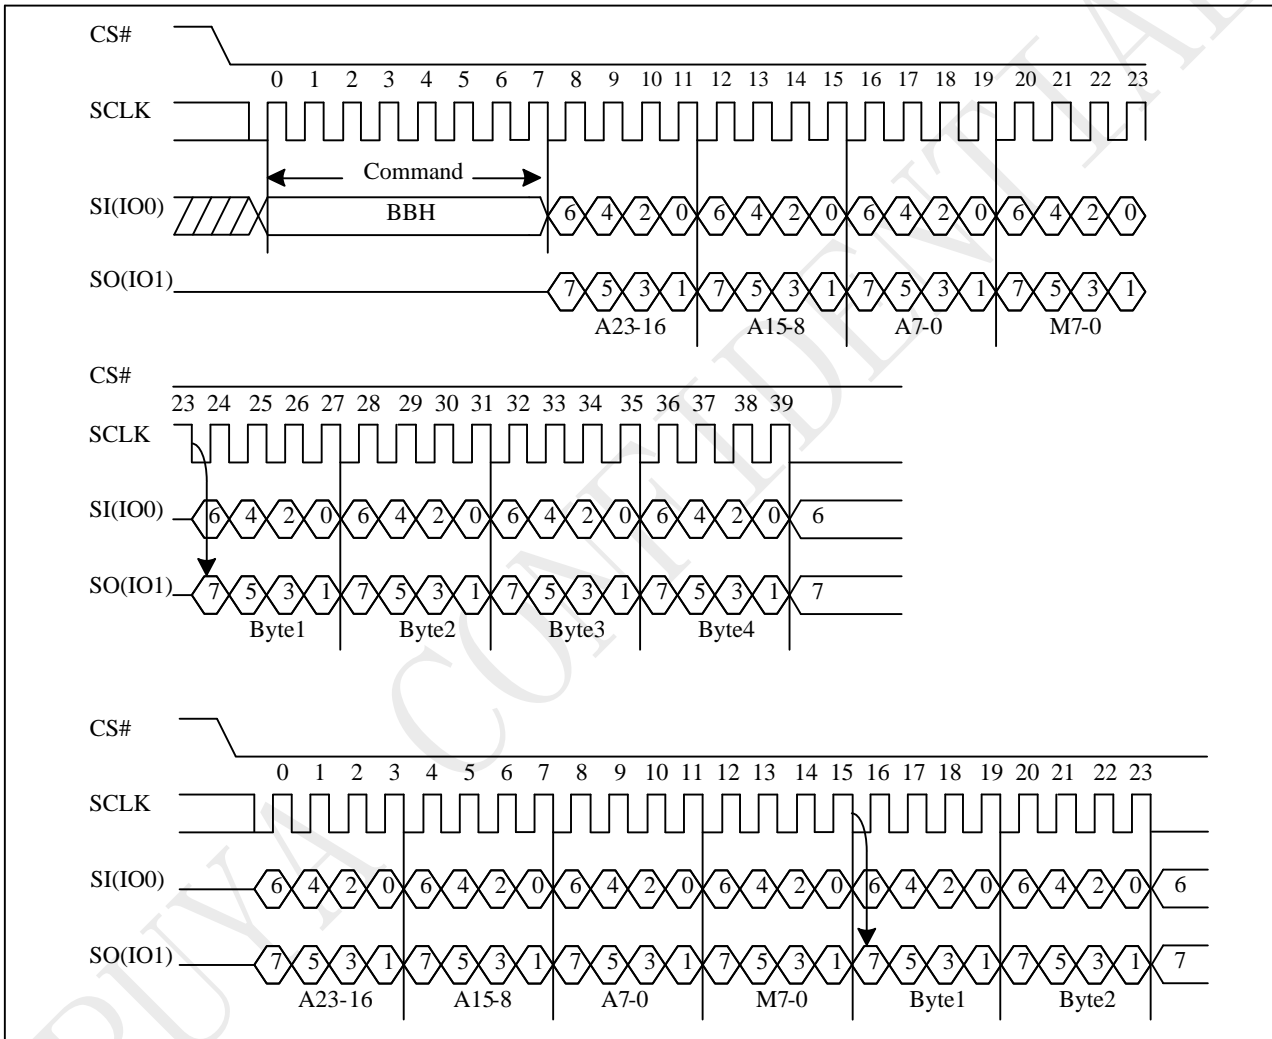 CS#
0 1 2 3 4 5 6 7 8 9 10 11 12 13 14 15 16 17 18 19 20 21 22 23
SCLK
Command
SI(IO0) BBH 6 4 2 0 6 4 2 0 6 4 2 0 6 4 2 0
SO(IO1) 7 5 3 1 7 5 3 1 7 5 3 1 7 5 3 1
A23-16 A15-8 A7-0 M7-0
CS#
23 24 25 26 27 28 29 30 31 32 33 34 35 36 37 38 39
SCLK
SI(IO0) 6 4 2 0 6 4 2 0 6 4 2 0 6 4 2 0 6
SO(IO1) 7 5 3 1 7 5 3 1 7 5 3 1 7 5 3 1 7
Byte1 Byte2 Byte3 Byte4
CS#
0 1 2 3 4 5 6 7 8 9 10 11 12 13 14 15 16 17 18 19 20 21 22 23
SCLK
SI(IO0) 6 4 2 0 6 4 2 0 6 4 2 0 6 4 2 0 6 4 2 0 6 4 2 0 6
SO(IO1) 7 5 3 1 7 5 3 1 7 5 3 1 7 5 3 1 7 5 3 1 7 5 3 1 7
A23-16 A15-8 A7-0 M7-0 Byte1 Byte2
PUYA CONFIDENTIAL